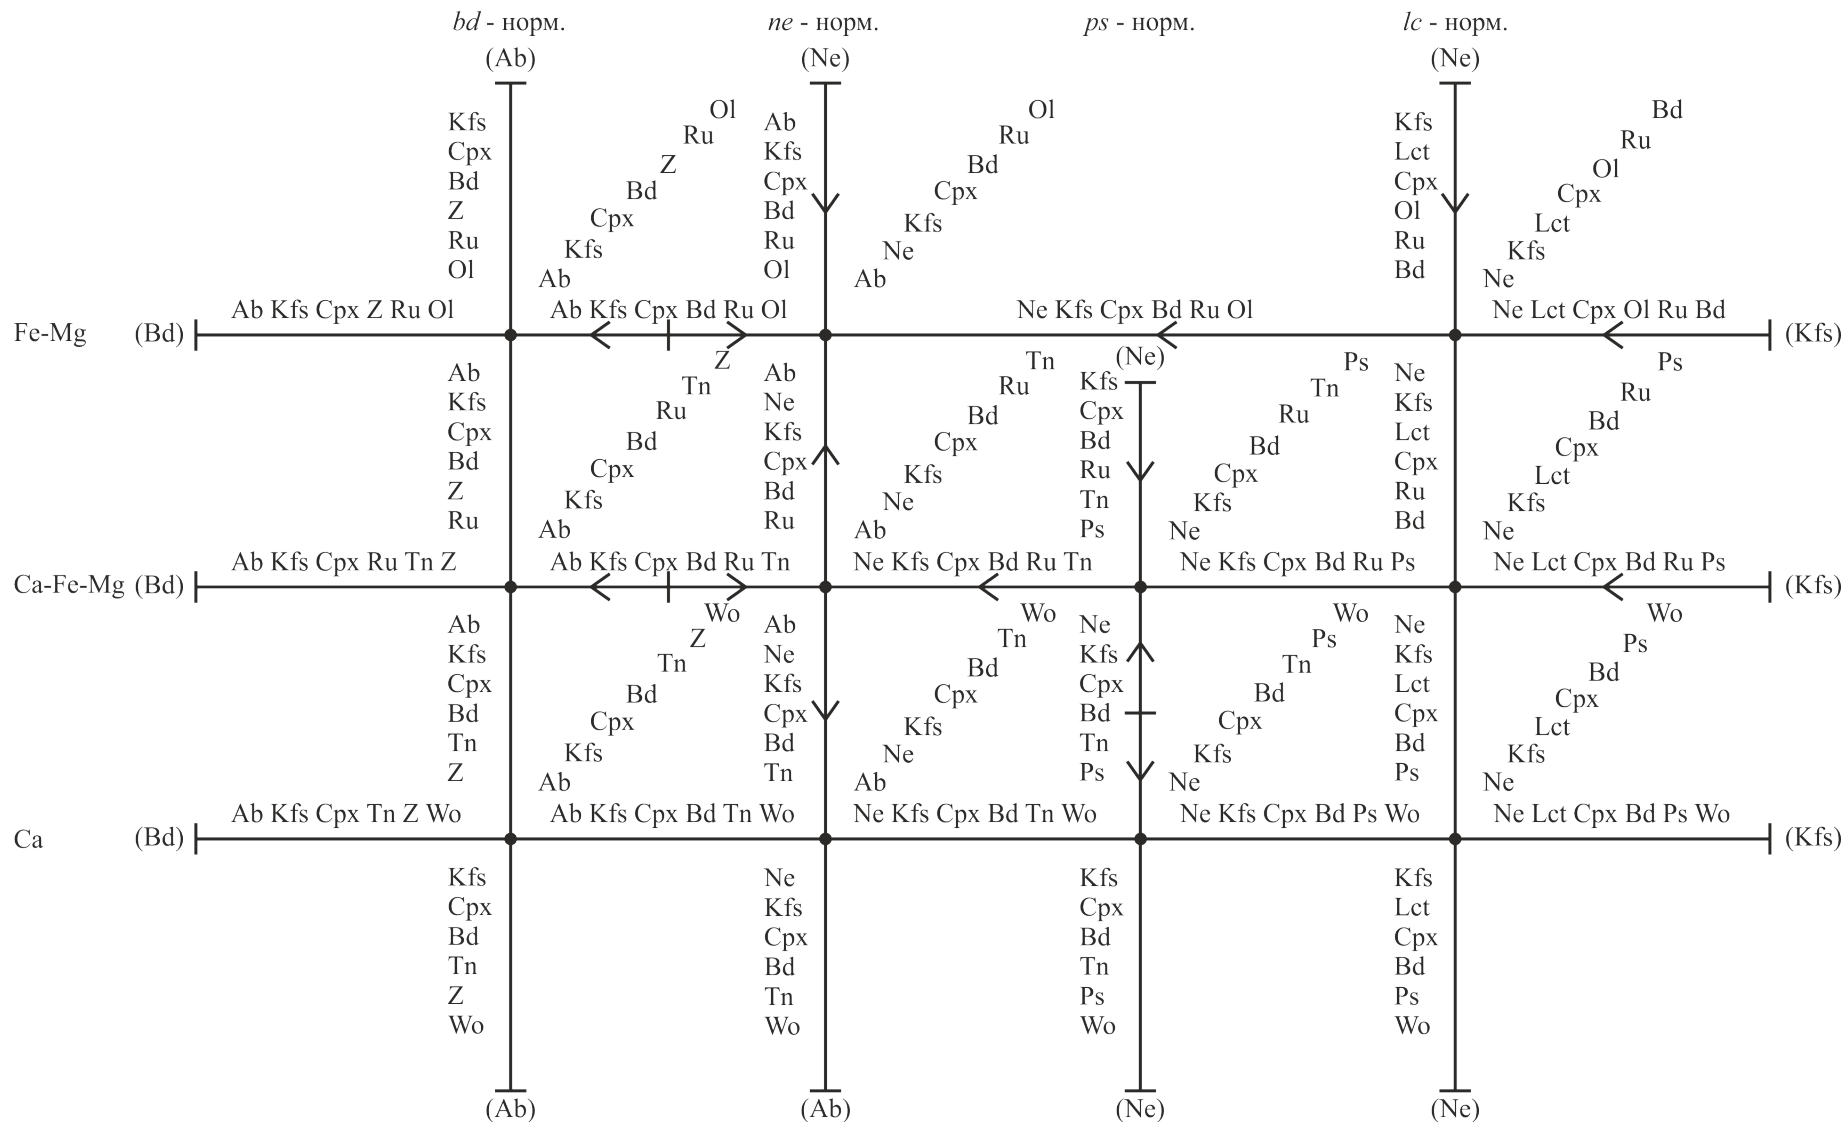 bd - норм. ne - норм. ps - норм. lc - норм.
(Ab) (Ne) (Ne)
Kfs
Cpx
Bd
Z
Ru
Ol
Ol
Ru
Z
Bd
Cpx
Kfs
Ab
Ab
Kfs
Cpx
Bd
Ru
Ol
Ol
Ru
Bd
Cpx
Kfs
Ne
Ab
Kfs
Lct
Cpx
Ol
Ru
Bd
Bd
Ru
Ol
Cpx
Lct
Kfs
Ne
Ab Kfs Cpx Z Ru Ol
Ab Kfs Cpx Bd Ru Ol
Ne Kfs Cpx Bd Ru Ol
Ne Lct Cpx Ol Ru Bd
Fe-Mg (Bd) (Kfs)
Ab
Kfs
Cpx
Bd
Z
Ru
Z
Tn
Ru
Bd
Cpx
Kfs
Ab
Ab
Ne
Kfs
Cpx
Bd
Ru
Tn
Ru
Bd
Cpx
Kfs
Ne
Ab
(Ne)
Kfs
Cpx
Bd
Ru
Tn
Ps
Ps
Tn
Ru
Bd
Cpx
Kfs
Ne
Ne
Kfs
Lct
Cpx
Ru
Bd
Ps
Ru
Bd
Cpx
Lct
Kfs
Ne
Ab Kfs Cpx Ru Tn Z
Ab Kfs Cpx Bd Ru Tn
Ne Kfs Cpx Bd Ru Tn
Ne Kfs Cpx Bd Ru Ps
Ne Lct Cpx Bd Ru Ps
Ca-Fe-Mg (Bd) (Kfs)
Ab
Kfs
Cpx
Bd
Tn
Z
Wo
Z
Tn
Bd
Cpx
Kfs
Ab
Ab
Ne
Kfs
Cpx
Bd
Tn
Wo
Tn
Bd
Cpx
Kfs
Ne
Ab
Ne
Kfs
Cpx
Bd
Tn
Ps
Wo
Ps
Tn
Bd
Cpx
Kfs
Ne
Ne
Kfs
Lct
Cpx
Bd
Ps
Wo
Ps
Bd
Cpx
Lct
Kfs
Ne
Ab Kfs Cpx Tn Z Wo
Ab Kfs Cpx Bd Tn Wo
Ne Kfs Cpx Bd Tn Wo
Ne Kfs Cpx Bd Ps Wo
Ne Lct Cpx Bd Ps Wo
Ca (Bd) (Kfs)
Kfs
Cpx
Bd
Tn
Z
Wo
Ne
Kfs
Cpx
Bd
Tn
Wo
Kfs
Cpx
Bd
Tn
Ps
Wo
Kfs
Lct
Cpx
Bd
Ps
Wo
(Ab) (Ab) (Ne) (Ne)